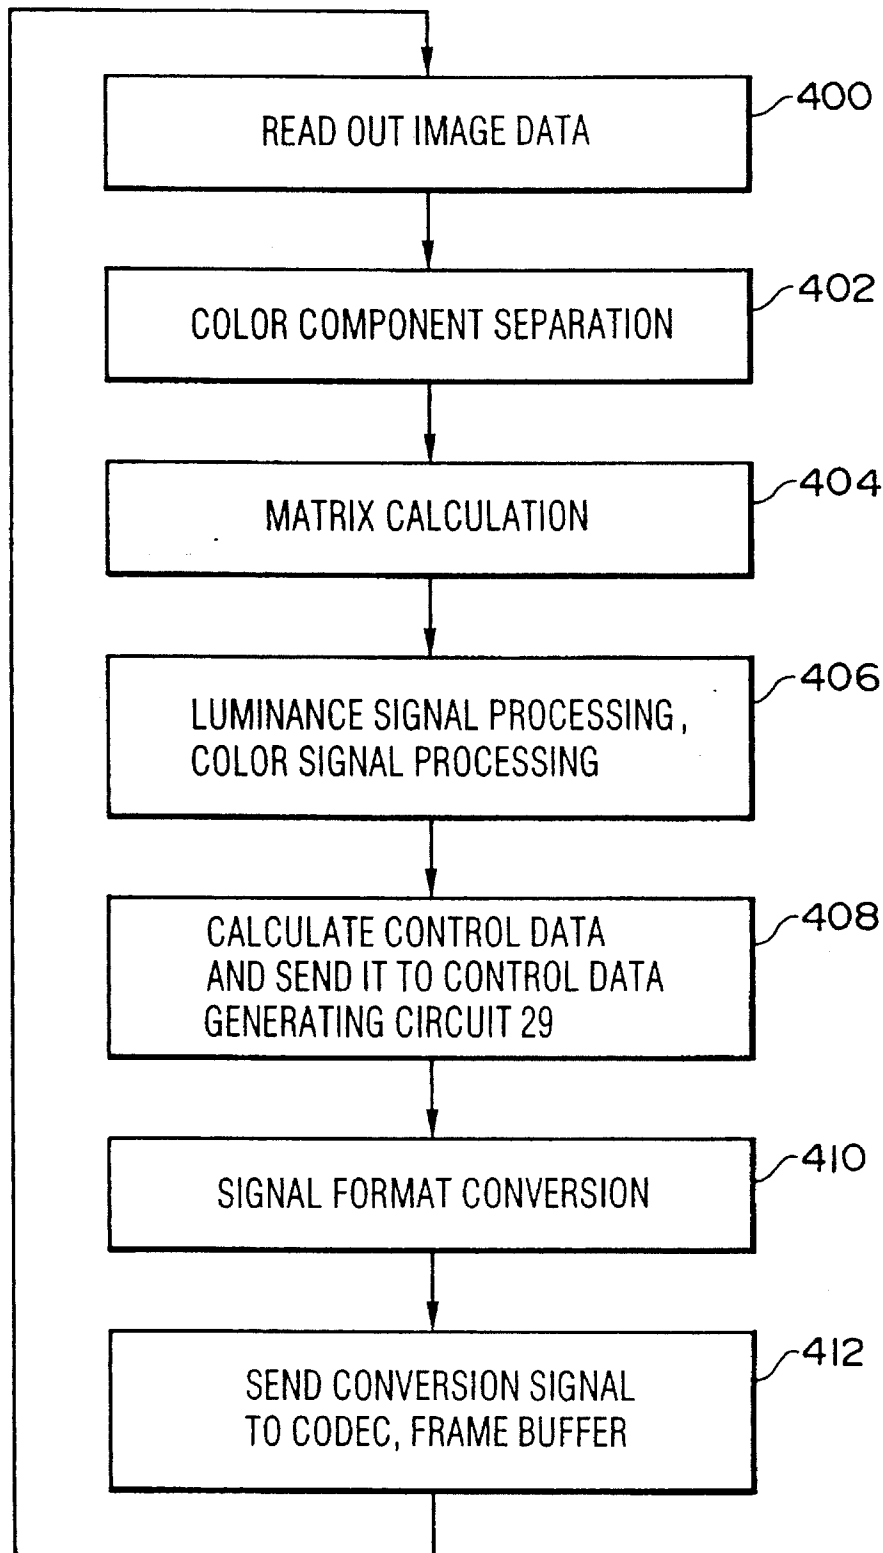 400
READ OUT IMAGE DATA
402
COLOR COMPONENT SEPARATION
404
MATRIX CALCULATION
406
LUMINANCE SIGNAL PROCESSING,
COLOR SIGNAL PROCESSING
408
CALCULATE CONTROL DATA
AND SEND IT TO CONTROL DATA
GENERATING CIRCUIT 29
410
SIGNAL FORMAT CONVERSION
412
SEND CONVERSION SIGNAL
TO CODEC, FRAME BUFFER